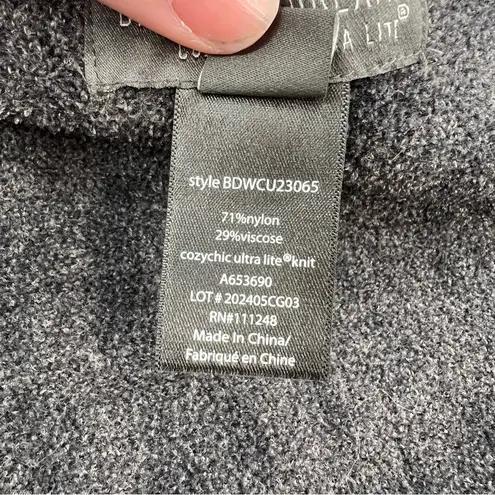 A LITE®
style BDWCU23065
71%nylon
29%viscose
cozychic ultra lite®knit
A653690
LOT # 202405CG03
RN#111248
Made In China/
Fabriqué en Chine